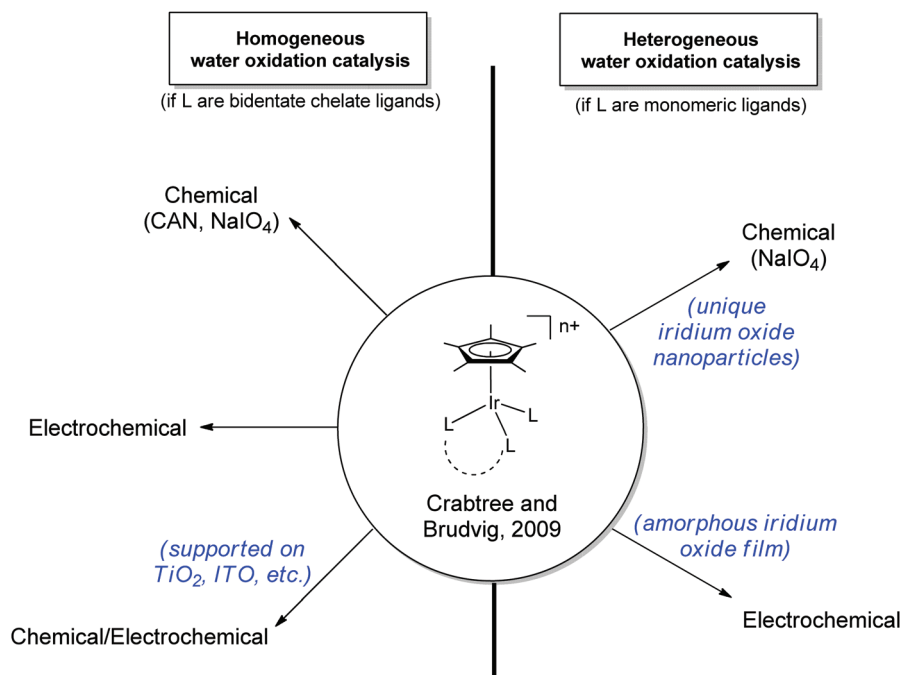 Homogeneous
water oxidation catalysis
(if L are bidentate chelate ligands)
Heterogeneous
water oxidation catalysis
(if L are monomeric ligands)
Chemical
(CAN, NaIO₄)
Chemical
(NaIO₄)
(unique
iridium oxide
nanoparticles)
n+
Ir
L
L
L
Electrochemical
Crabtree and
Brudvig, 2009
(supported on
TiO₂, ITO, etc.)
(amorphous iridium
oxide film)
Chemical/Electrochemical
Electrochemical